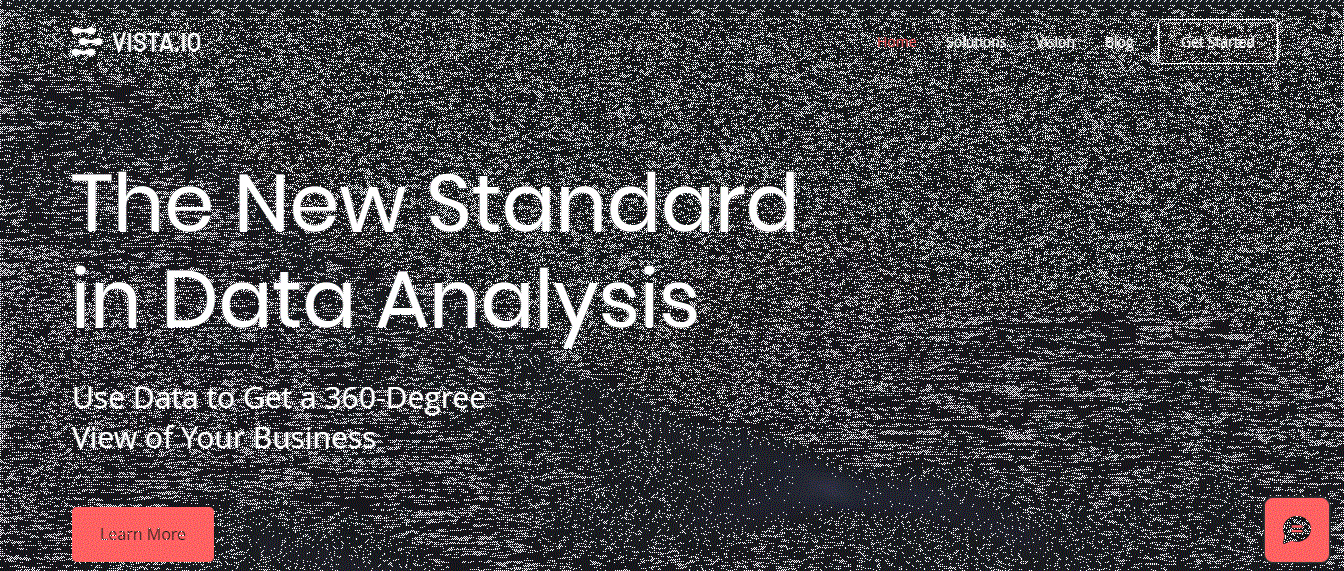 VISTA.IO
Home Solutions Vision Blog Get Started
The New Standard
in Data Analysis
Use Data to Get a 360-Degree
View of Your Business
Learn More